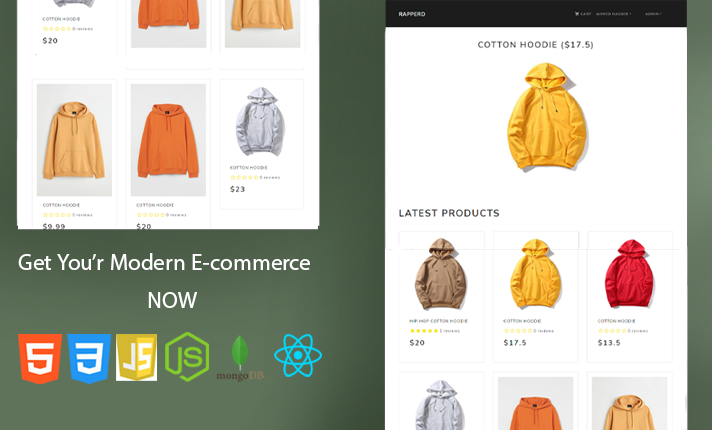 COTTON HOODIE
0 reviews
$20
COTTON HOODIE
0 reviews
$9.99
COTTON HOODIE
0 reviews
$20
COTTON HOODIE
0 reviews
$23
Get You'r Modern E-commerce
NOW
5
3
JS
JS
mongoDB
RAPPERD
CART
ADMIN
COTTON HOODIE ($17.5)
LATEST PRODUCTS
HIP-HOP COTTON HOODIE
$20
COTTON HOODIE
0 reviews
$17.5
COTTON HOODIE
0 reviews
$13.5